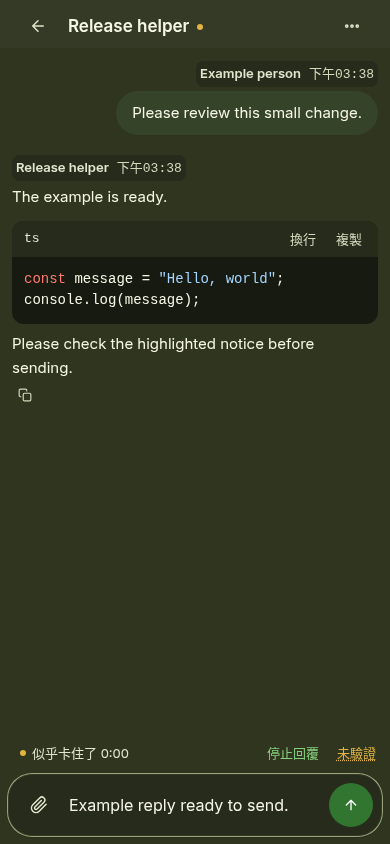 Release helper
Example person 下午03:38
Please review this small change.
Release helper 下午03:38
The example is ready.
ts 換行 複製
const message = "Hello, world";
console.log(message);
Please check the highlighted notice before
sending.
似乎卡住了 0:00 停止回覆 未驗證
Example reply ready to send.